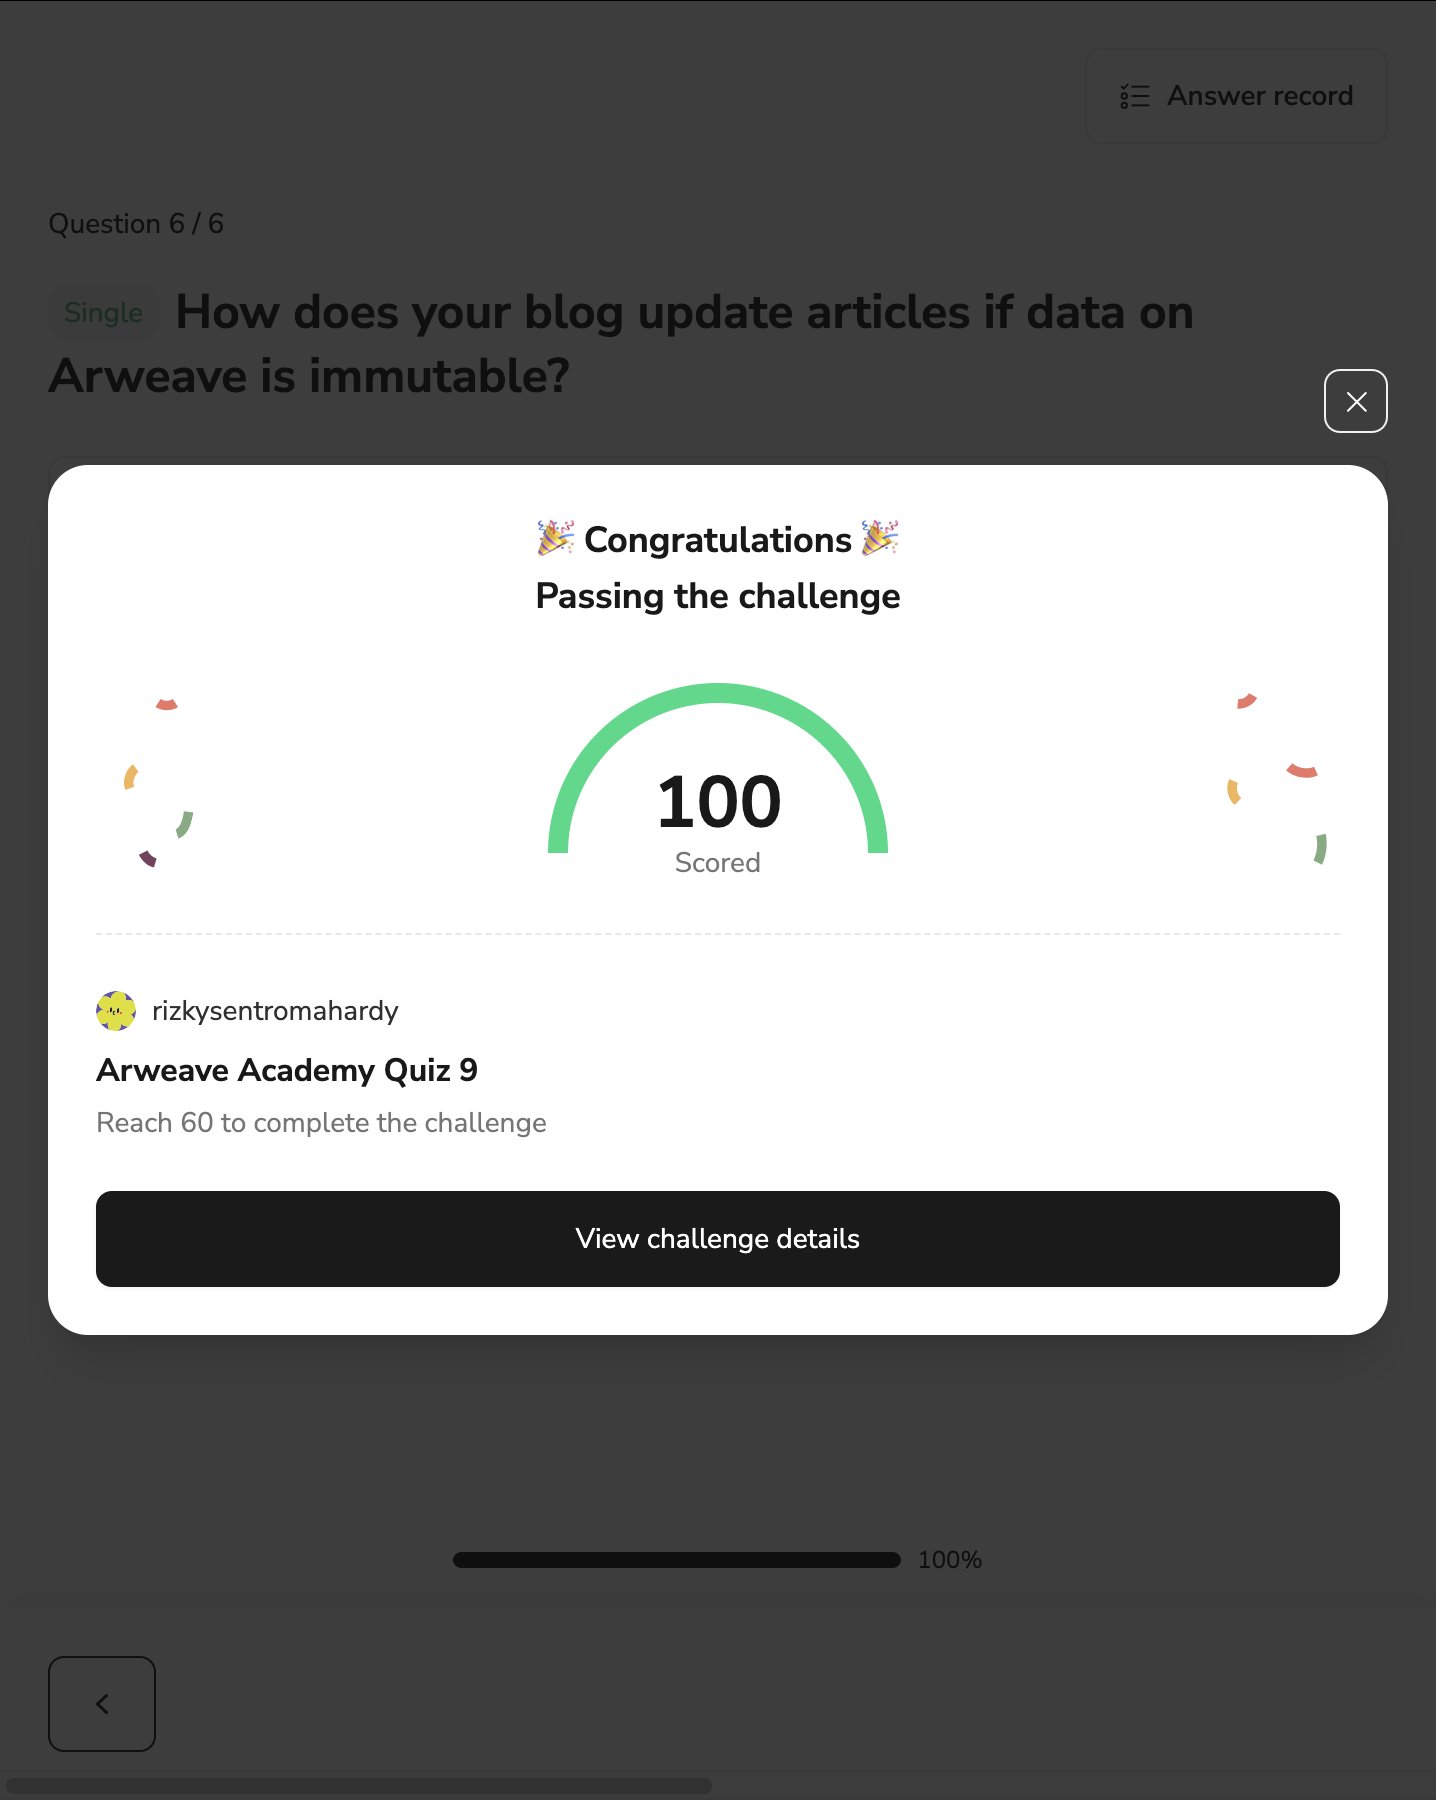 Answer record
Question 6 / 6
Single How does your blog update articles if data on
Arweave is immutable?
🎉 Congratulations 🎉
Passing the challenge
100
Scored
rizkysentromahardy
Arweave Academy Quiz 9
Reach 60 to complete the challenge
View challenge details
100%